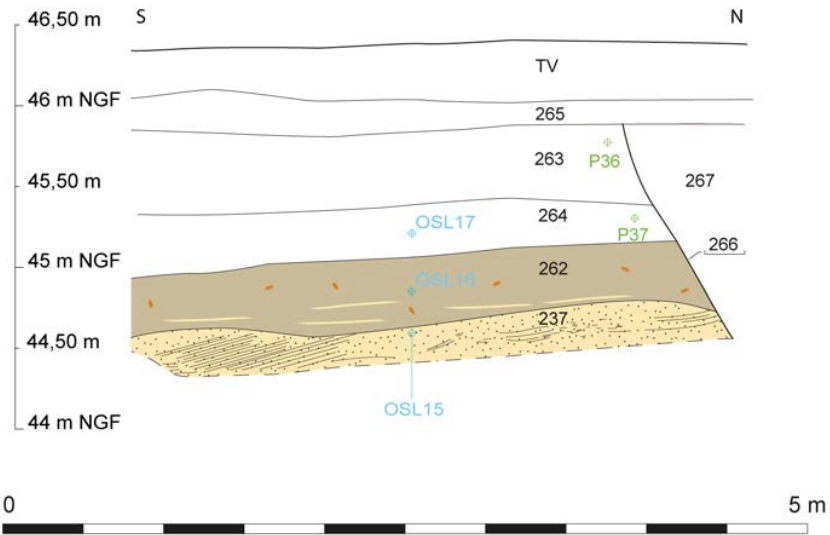 46,50 m
S
N
TV
46 m NGF
265
263
P36
267
45,50 m
264
OSL17
P37
266
45 m NGF
262
OSL16
237
44,50 m
OSL15
44 m NGF
0
5 m